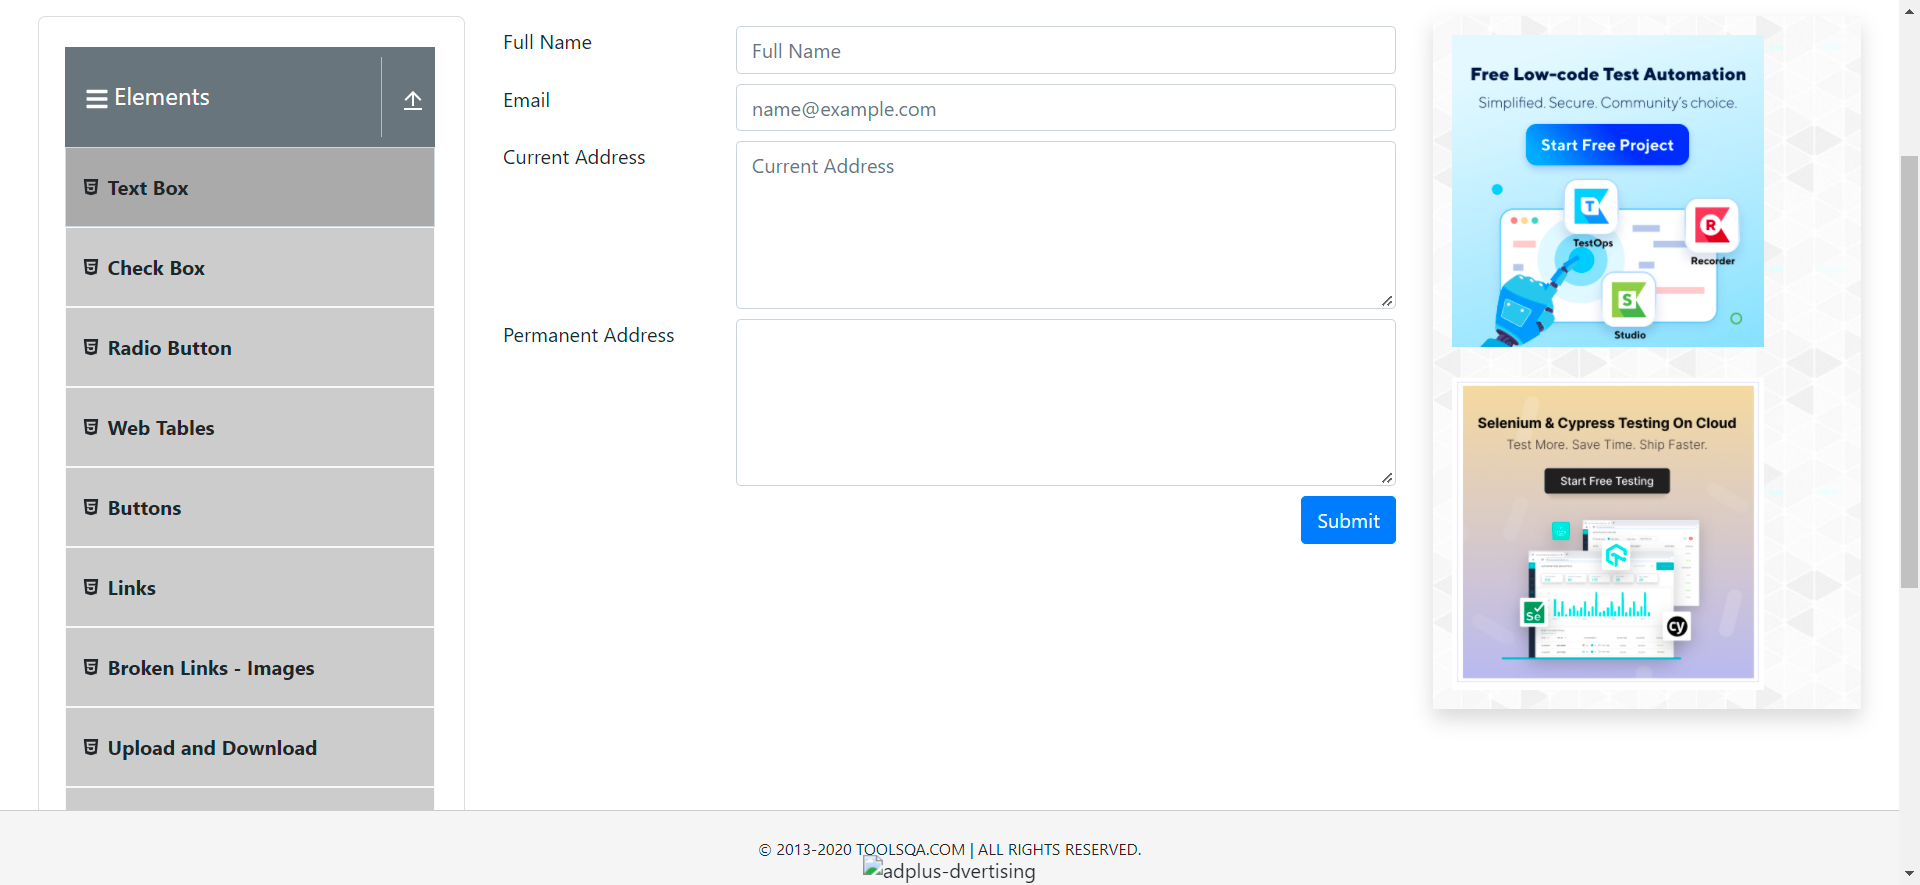 Elements
Text Box
Check Box
Radio Button
Web Tables
Buttons
Links
Broken Links - Images
Upload and Download
Full Name
Full Name
Email
name@example.com
Current Address
Current Address
Permanent Address
Submit
Free Low-code Test Automation
Simplified. Secure. Community's choice.
Start Free Project
T
TestOps
R
Recorder
S
Studio
Selenium & Cypress Testing On Cloud
Test More. Save Time. Ship Faster.
Start Free Testing
Se
cy
© 2013-2020 TOOLSQA.COM | ALL RIGHTS RESERVED.
adplus-dvertising